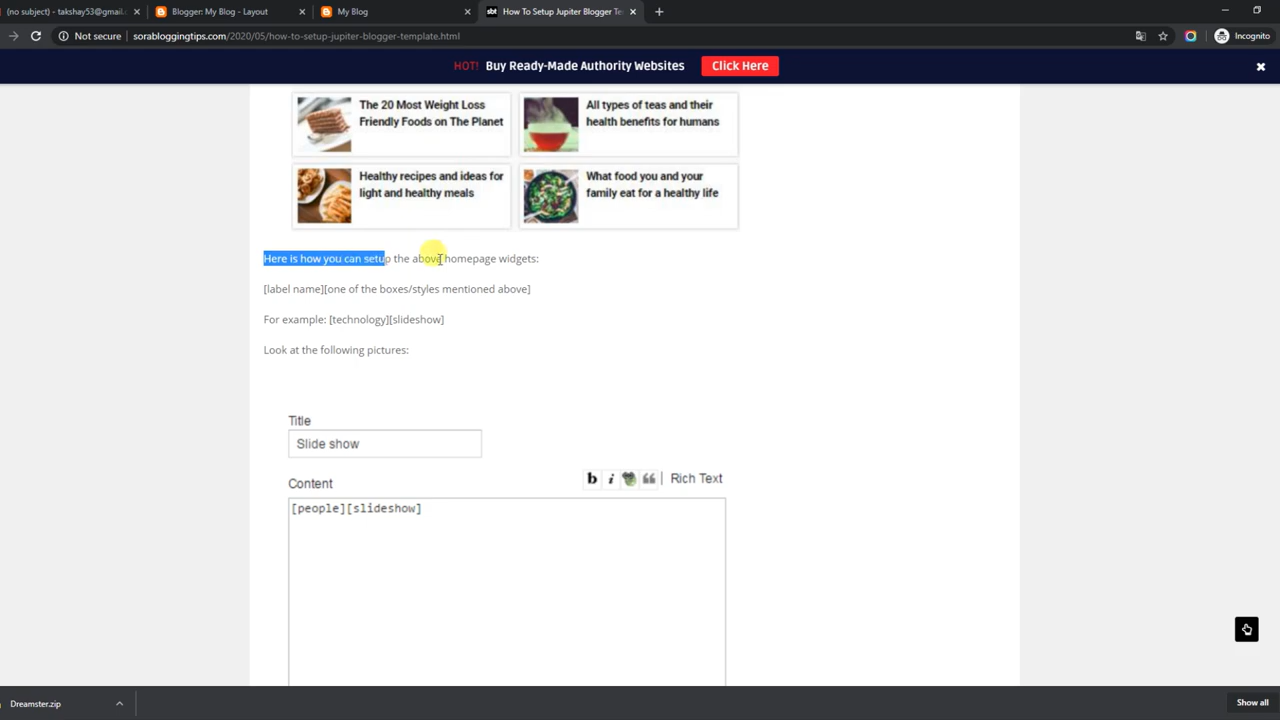 (no subject) - takshay53@gmail.
Blogger: My Blog - Layout
My Blog
How To Setup Jupiter Blogger Te
Not secure
sorabloggingtips.com/2020/05/how-to-setup-jupiter-blogger-template.html
Incognito
HOT! Buy Ready-Made Authority Websites
Click Here
The 20 Most Weight Loss
Friendly Foods on The Planet
All types of teas and their
health benefits for humans
Healthy recipes and ideas for
light and healthy meals
What food you and your
family eat for a healthy life
Here is how you can setup the above homepage widgets:
[label name][one of the boxes/styles mentioned above]
For example: [technology][slideshow]
Look at the following pictures:
Title
Slide show
Content
b i Rich Text
[people][slideshow]
Dreamster.zip
Show all